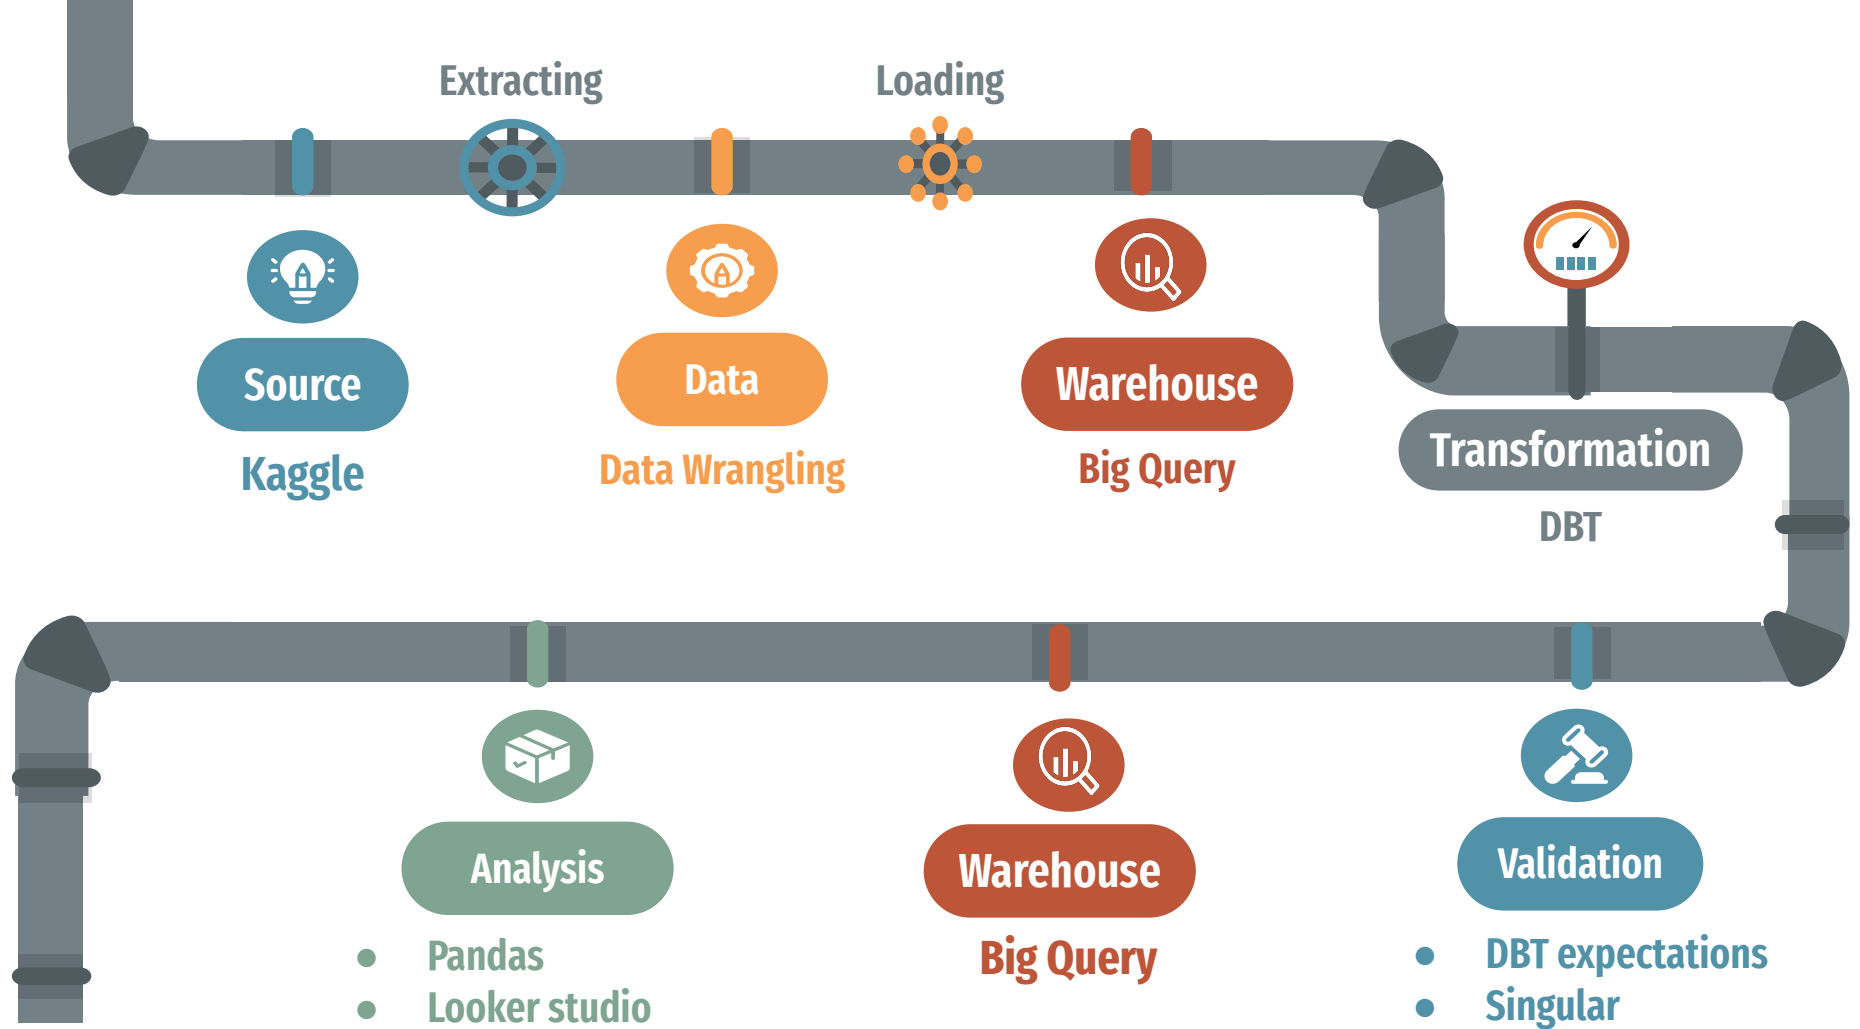 Extracting
Loading
Source
Data
Warehouse
Kaggle
Data Wrangling
Big Query
Transformation
DBT
Analysis
Warehouse
Validation
• Pandas
• Looker studio
Big Query
• DBT expectations
• Singular